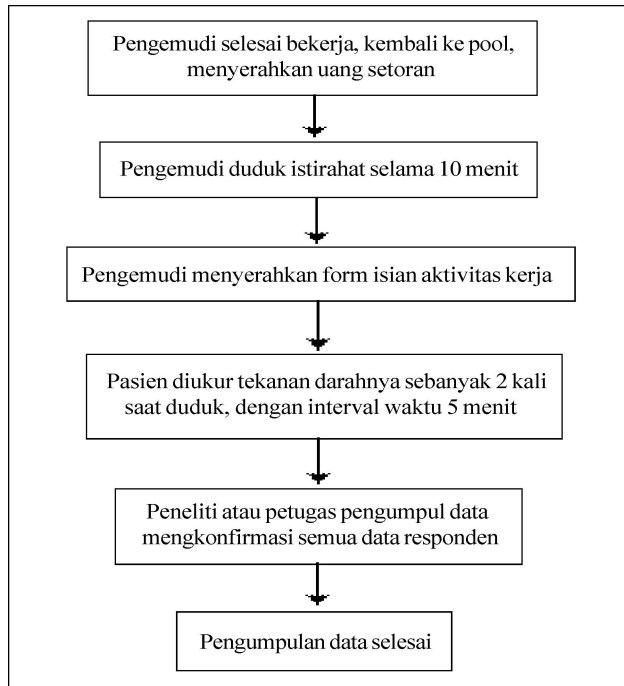 Pengemudi selesai bekerja, kembali ke pool,
menyerahkan uang setoran
Pengemudi duduk istirahat selama 10 menit
Pengemudi menyerahkan form isian aktivitas kerja
Pasien diukur tekanan darahnya sebanyak 2 kali
saat duduk, dengan interval waktu 5 menit
Peneliti atau petugas pengumpul data
mengkonfirmasi semua data responden
Pengumpulan data selesai